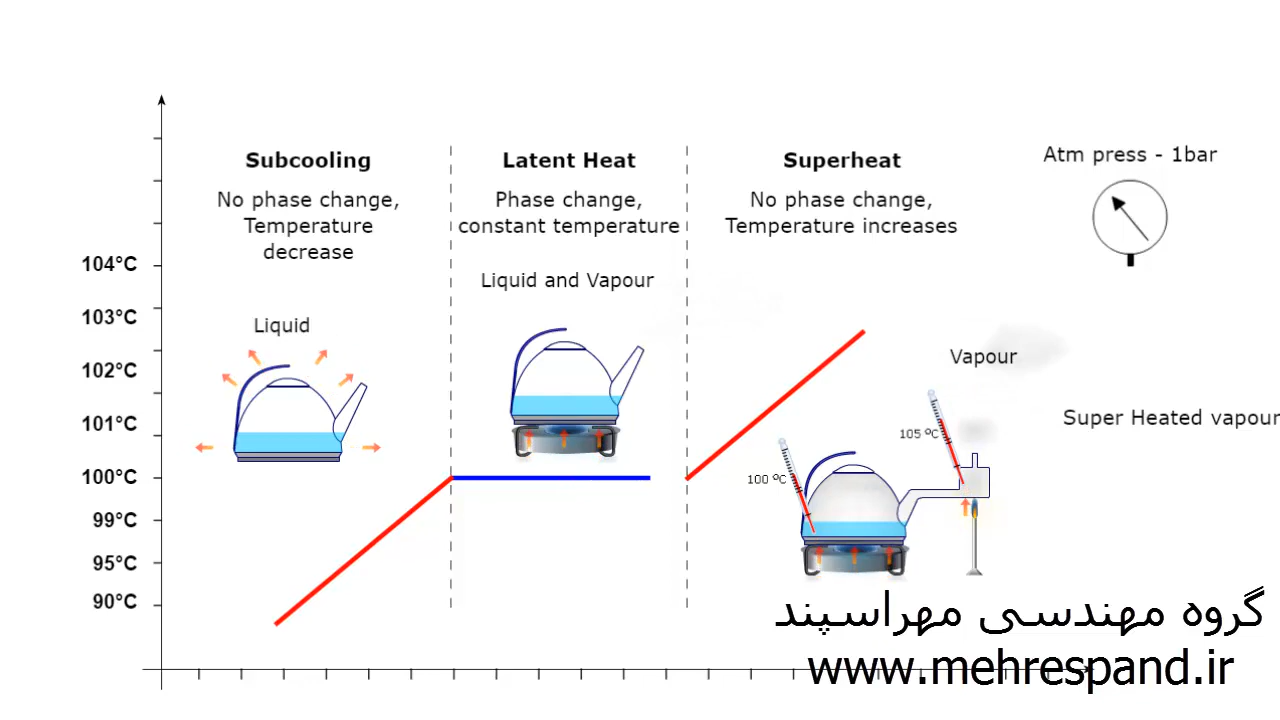 Atm press - 1bar
Subcooling
No phase change,
Temperature
decrease
Latent Heat
Phase change,
constant temperature
Liquid and Vapour
Superheat
No phase change,
Temperature increases
104°C
103°C
102°C
101°C
100°C
99°C
95°C
90°C
Liquid
Vapour
Super Heated vapour
105 ºC
100 ºC
گروه مهندسی مهراسپند
www.mehrespand.ir